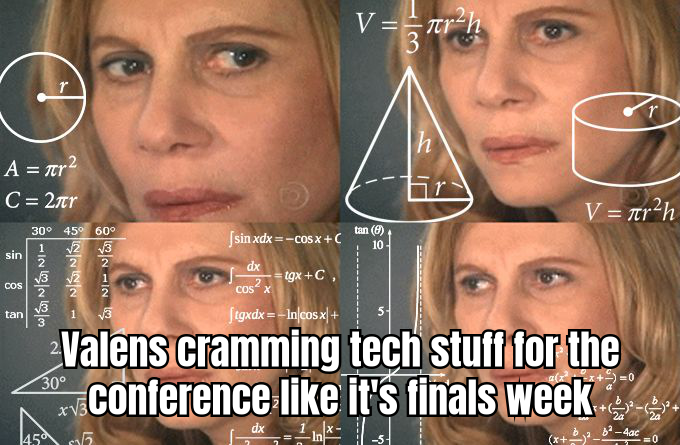 r
A = πr²
C = 2πr
V = 1/3 πr²h
h
r
r
V = πr²h
30° 45° 60°
sin 1/2 √2/2 √3/2
cos √3/2 √2/2 1/2
tan √3/3 1 √3
∫sin xdx = −cos x + C
∫dx/cos² x = tgx + C ,
∫tgxdx = −ln|cos x| +
tan (θ)
10
5
Valens cramming tech stuff for the
conference like it's finals week
2
30°
x√3
45°
−5